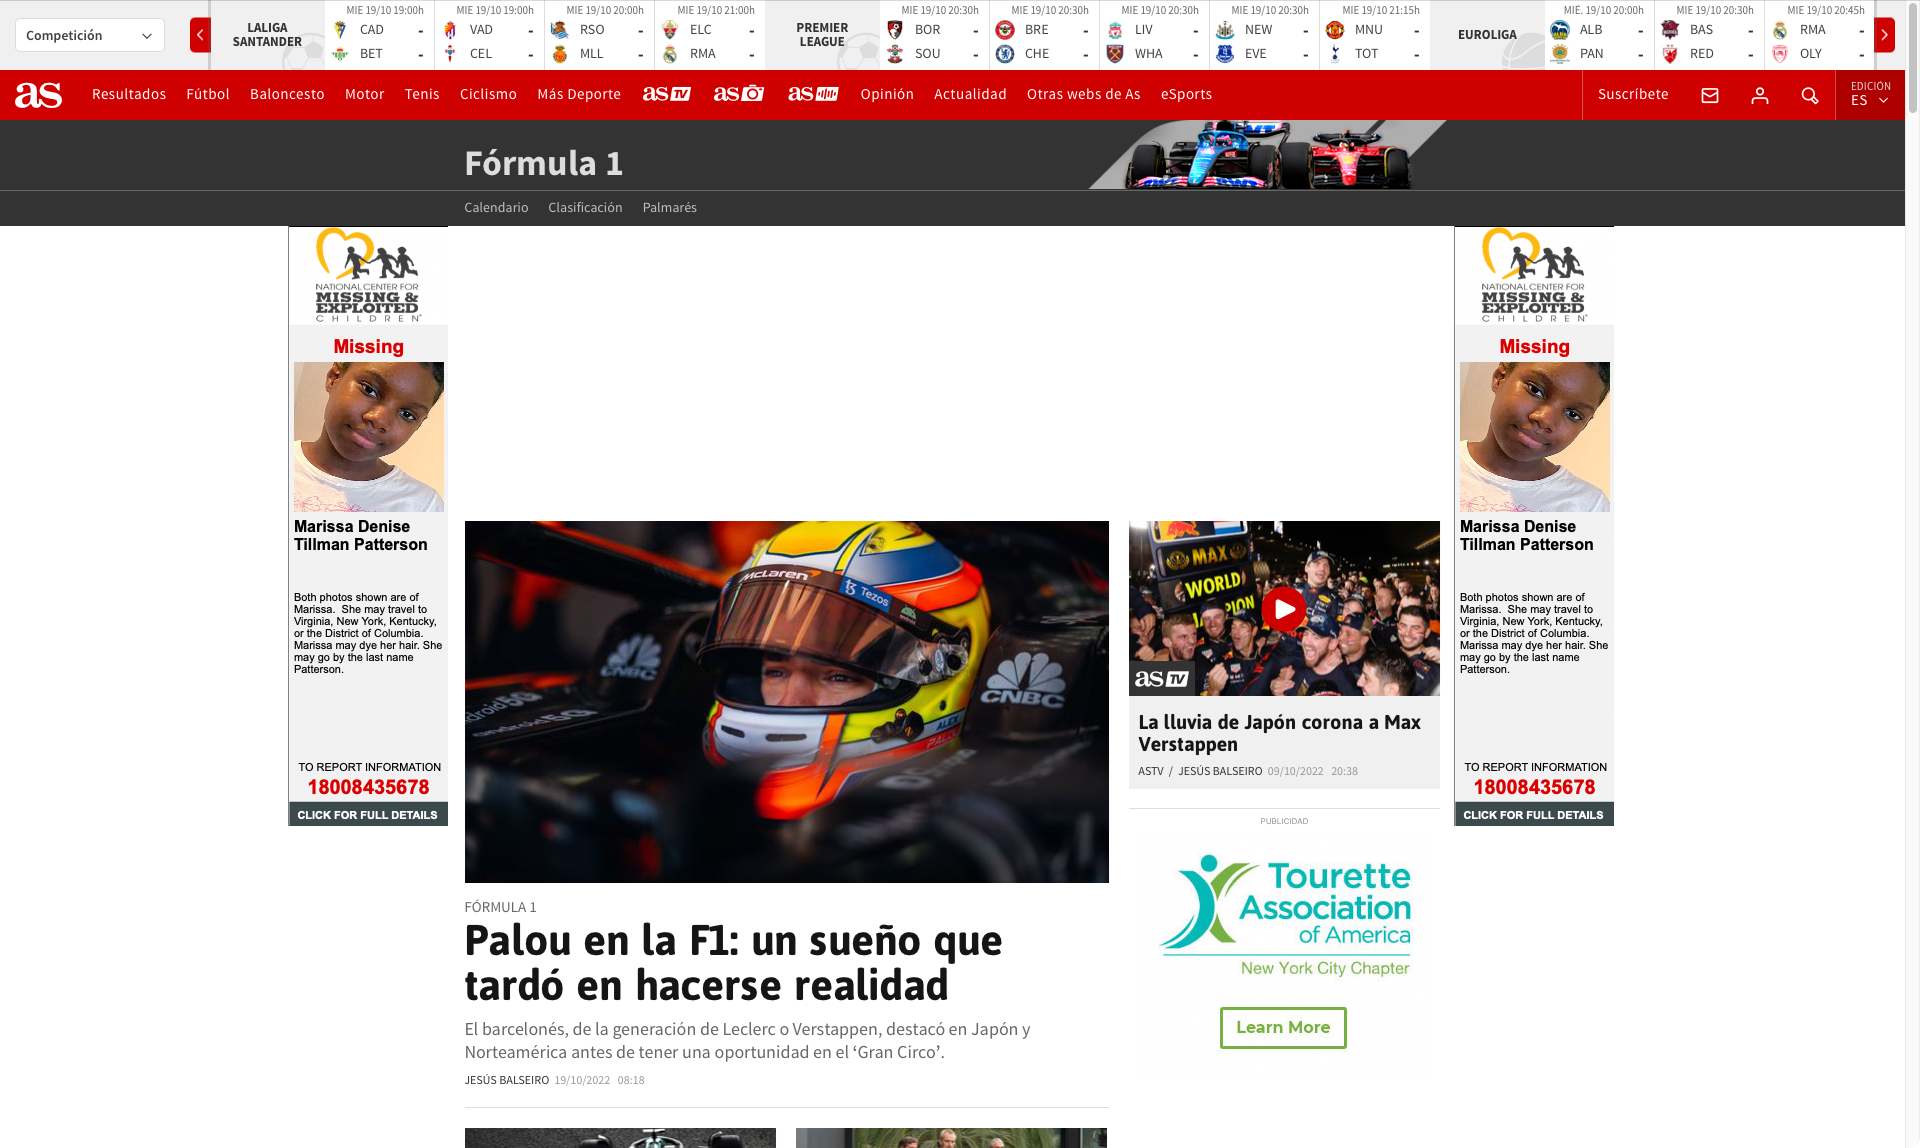 Competición
LALIGA SANTANDER
MIE 19/10 19:00h
CAD -
BET -
MIE 19/10 19:00h
VAD -
CEL -
MIE 19/10 20:00h
RSO -
MLL -
MIE 19/10 21:00h
ELC -
RMA -
PREMIER LEAGUE
MIE 19/10 20:30h
BOR -
SOU -
MIE 19/10 20:30h
BRE -
CHE -
MIE 19/10 20:30h
LIV -
WHA -
MIE 19/10 20:30h
NEW -
EVE -
MIE 19/10 21:15h
MNU -
TOT -
EUROLIGA
MIÉ. 19/10 20:00h
ALB -
PAN -
MIE 19/10 20:30h
BAS -
RED -
MIE 19/10 20:45h
RMA -
OLY -
as Resultados Fútbol Baloncesto Motor Tenis Ciclismo Más Deporte as TV as as Opinión Actualidad Otras webs de As eSports Suscríbete
EDICIÓN
ES
Fórmula 1
Calendario Clasificación Palmarés
NATIONAL CENTER FOR
MISSING &
EXPLOITED
CHILDREN
Missing
Marissa Denise
Tillman Patterson
Both photos shown are of
Marissa. She may travel to
Virginia, New York, Kentucky,
or the District of Columbia.
Marissa may dye her hair. She
may go by the last name
Patterson.
TO REPORT INFORMATION
18008435678
CLICK FOR FULL DETAILS
McLaren
Tezos
CNBC
CNBC
android 5G
ALEX
PALOU
FÓRMULA 1
Palou en la F1: un sueño que
tardó en hacerse realidad
El barcelonés, de la generación de Leclerc o Verstappen, destacó en Japón y
Norteamérica antes de tener una oportunidad en el ‘Gran Circo’.
JESÚS BALSEIRO 19/10/2022 08:18
MAX
WORLD
as TV
La lluvia de Japón corona a Max
Verstappen
ASTV / JESÚS BALSEIRO 09/10/2022 20:38
PUBLICIDAD
Tourette
Association
of America
New York City Chapter
Learn More
NATIONAL CENTER FOR
MISSING &
EXPLOITED
CHILDREN
Missing
Marissa Denise
Tillman Patterson
Both photos shown are of
Marissa. She may travel to
Virginia, New York, Kentucky,
or the District of Columbia.
Marissa may dye her hair. She
may go by the last name
Patterson.
TO REPORT INFORMATION
18008435678
CLICK FOR FULL DETAILS